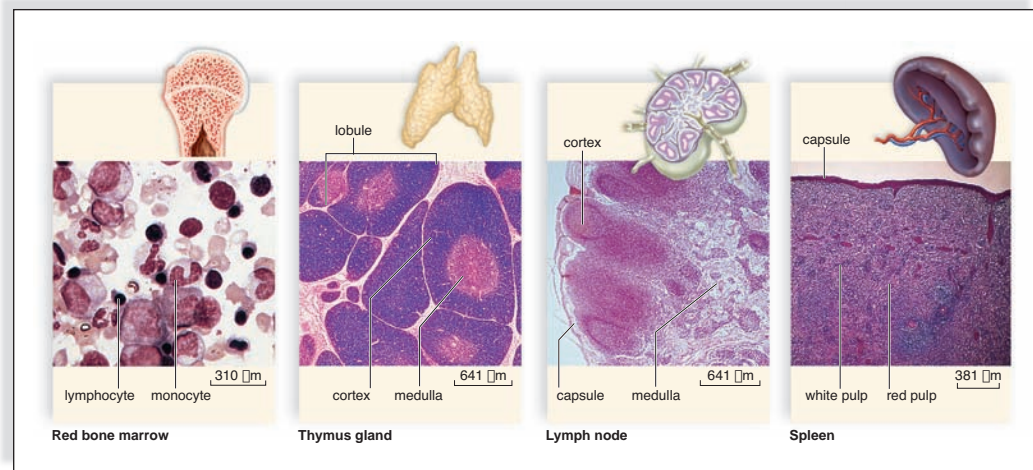 lobule
cortex
capsule
310 □m
641 □m
641 □m
381 □m
lymphocyte monocyte
cortex medulla
capsule medulla
white pulp red pulp
Red bone marrow
Thymus gland
Lymph node
Spleen